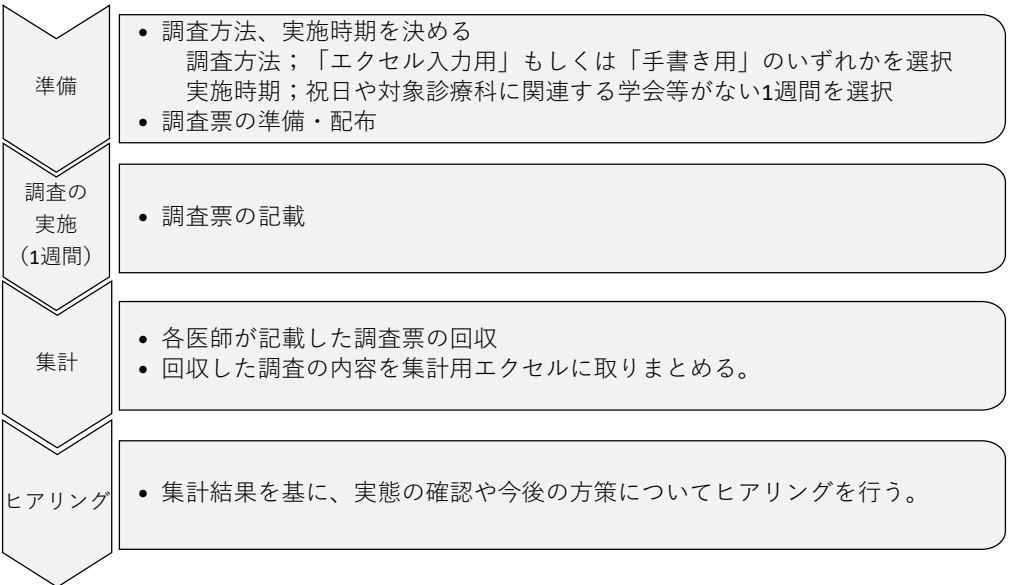 準備
• 調査方法、実施時期を決める
調査方法；「エクセル入力用」もしくは「手書き用」のいずれかを選択
実施時期；祝日や対象診療科に関連する学会等がない1週間を選択
• 調査票の準備・配布
調査の
実施
（1週間）
• 調査票の記載
集計
• 各医師が記載した調査票の回収
• 回収した調査の内容を集計用エクセルに取りまとめる。
ヒアリング
• 集計結果を基に、実態の確認や今後の方策についてヒアリングを行う。